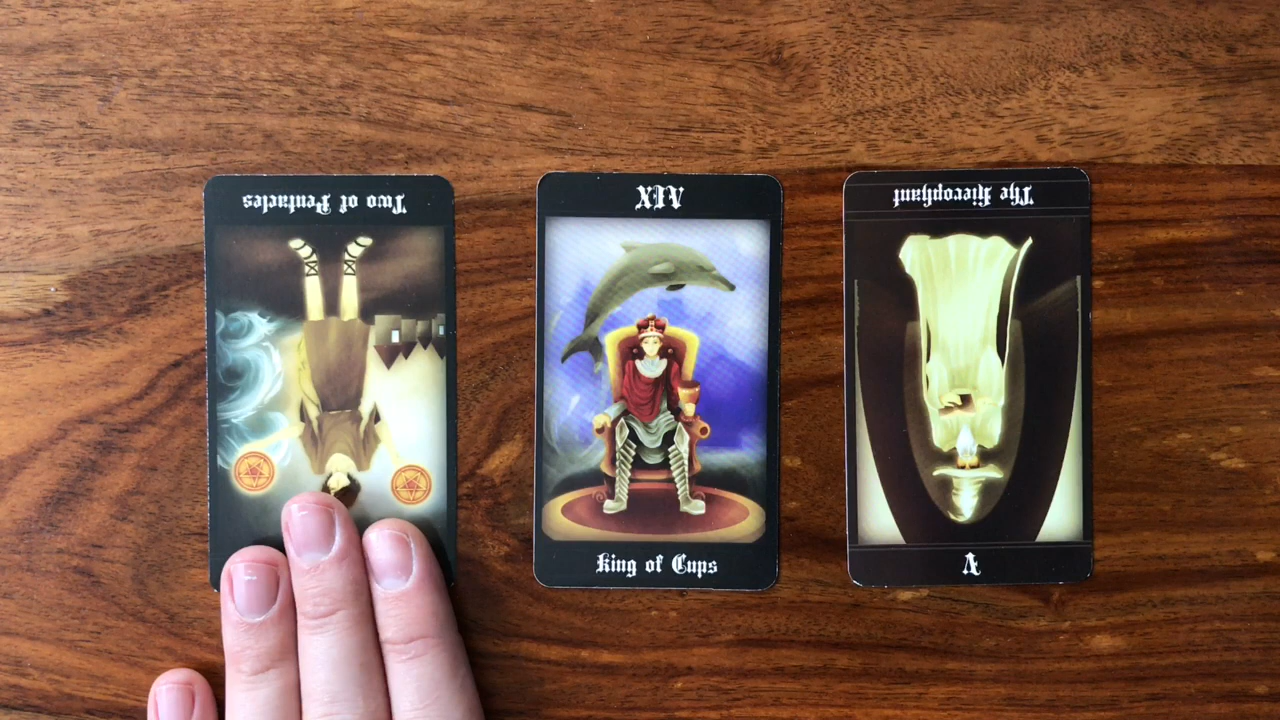 Two of Pentacles
XIV
King of Cups
The Hierophant
V